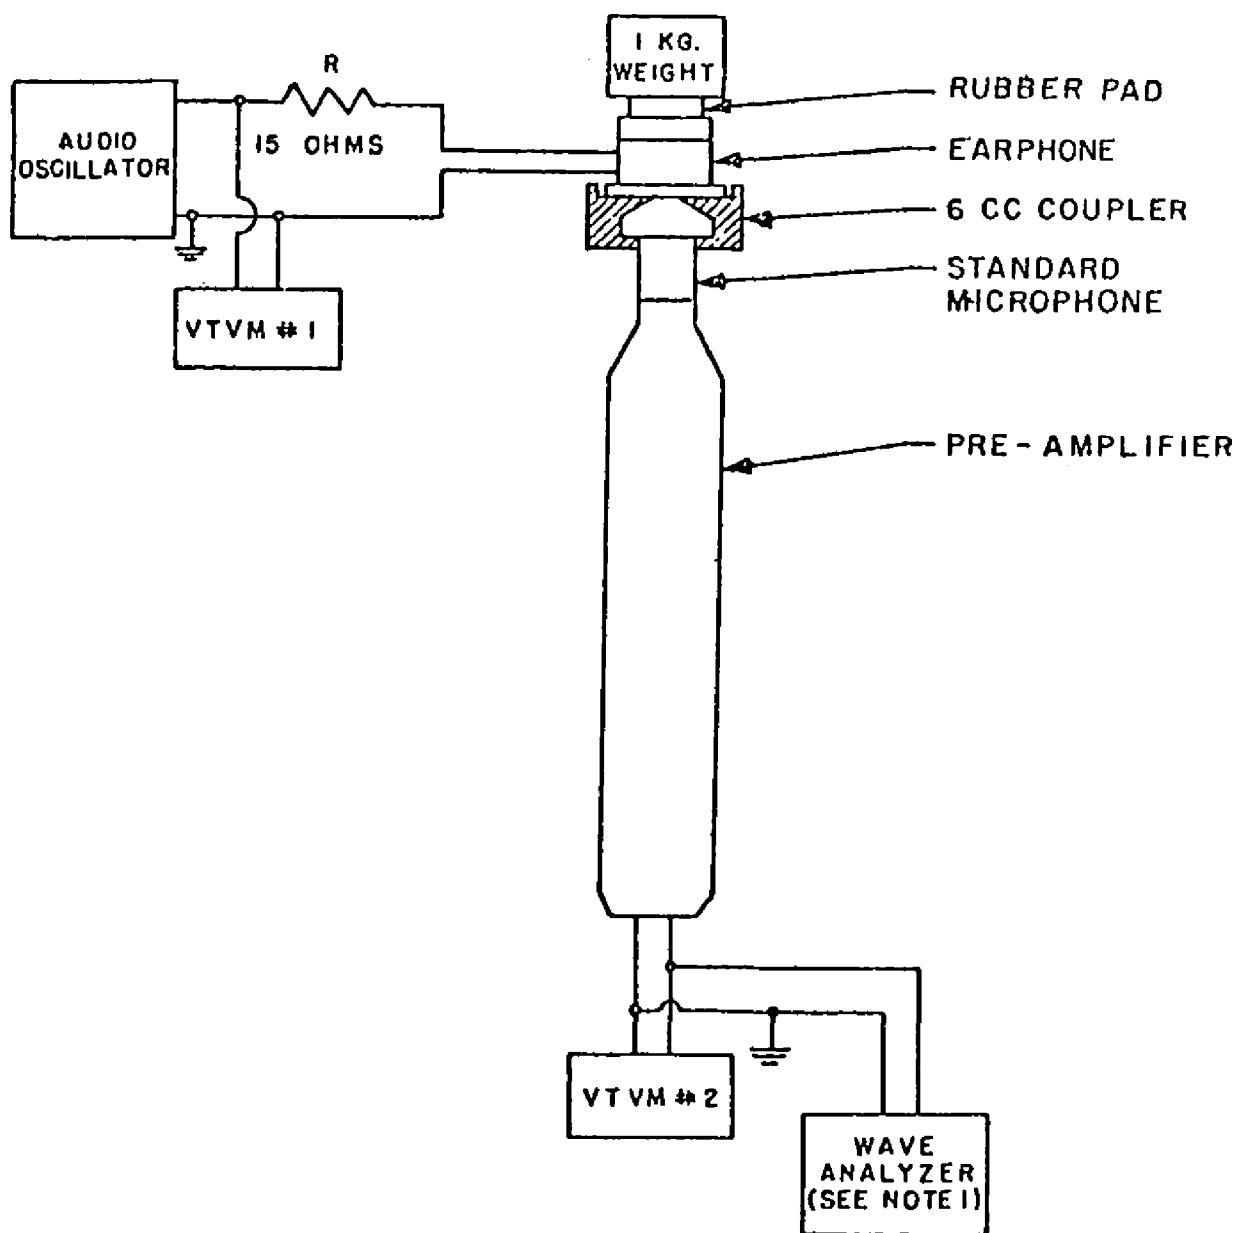 1 KG.
WEIGHT
R
15 OHMS
AUDIO
OSCILLATOR
VTVM # 1
RUBBER PAD
EARPHONE
6 CC COUPLER
STANDARD
MICROPHONE
PRE-AMPLIFIER
VTVM # 2
WAVE
ANALYZER
(SEE NOTE 1)